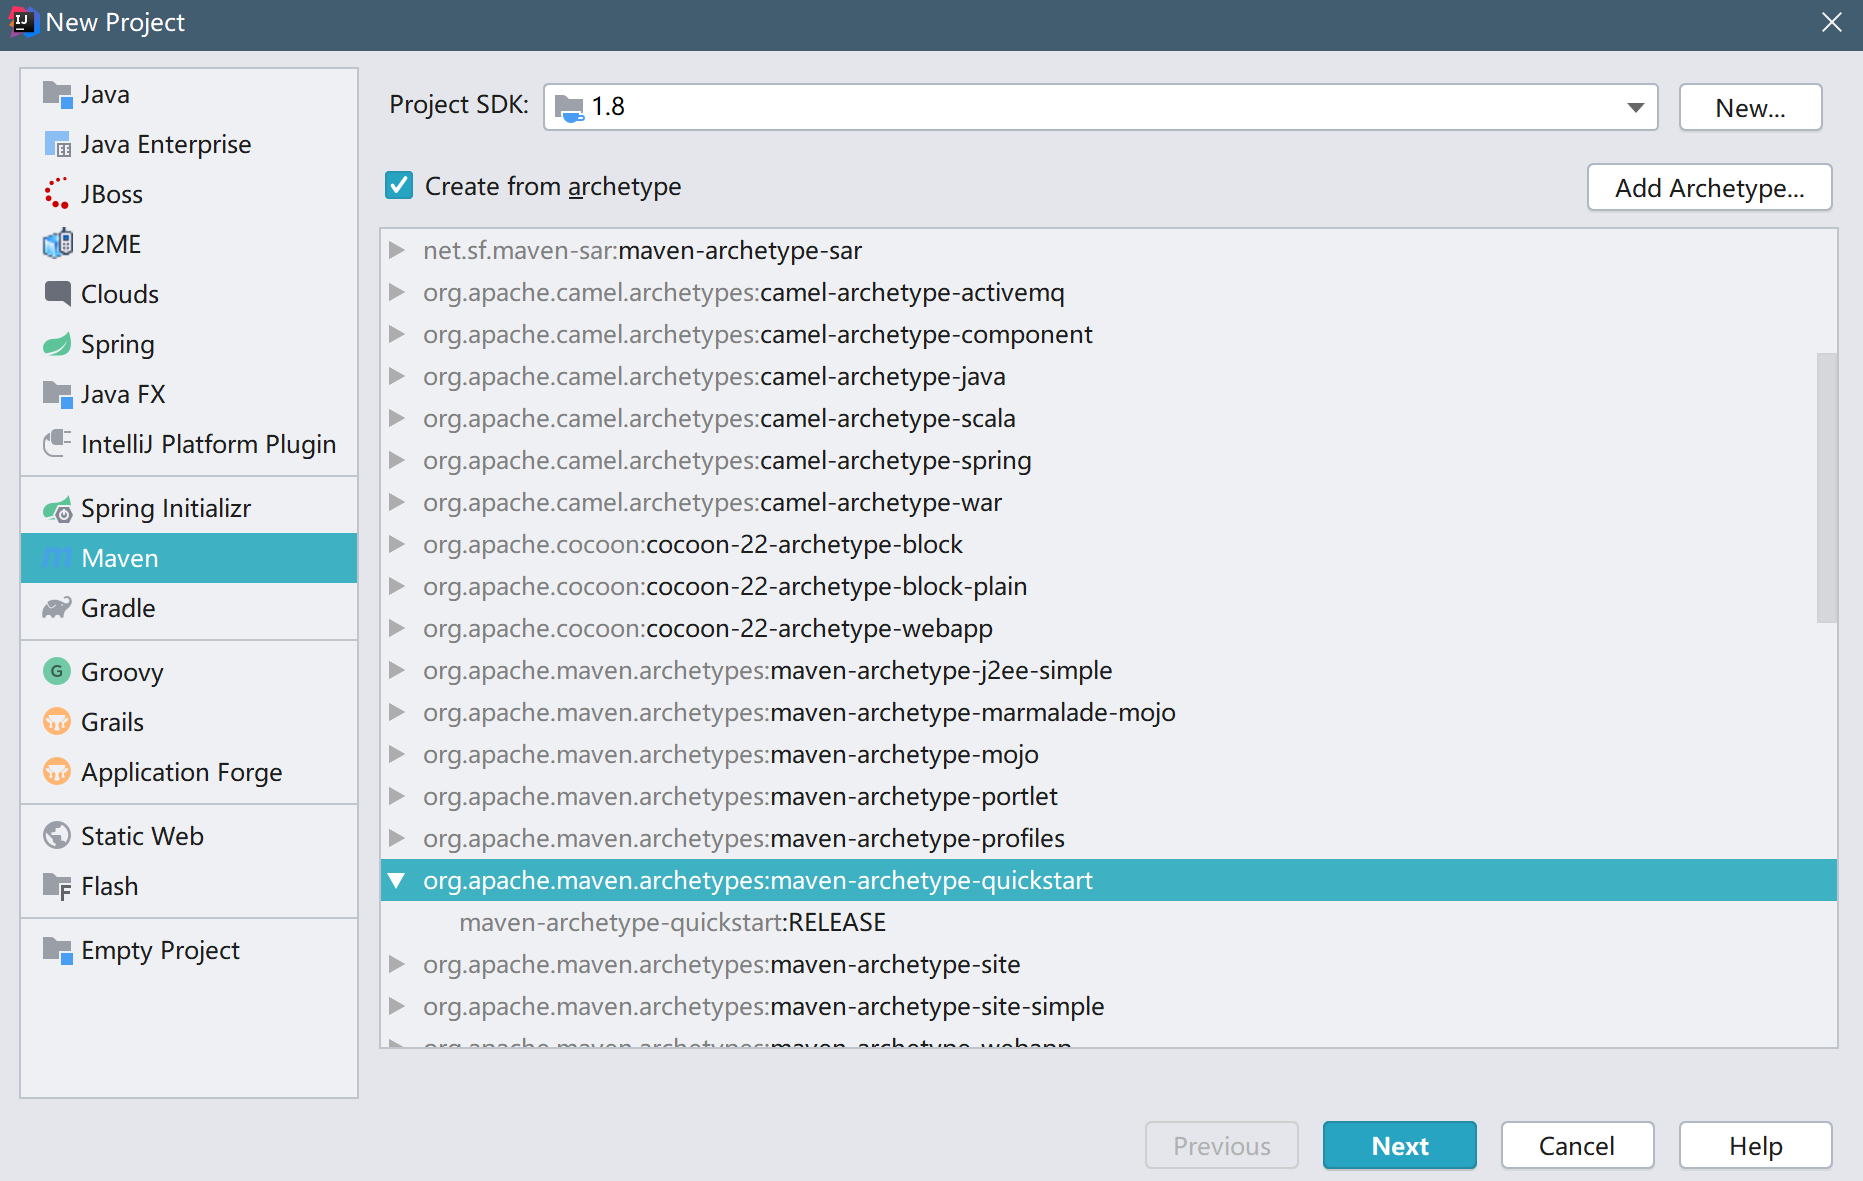 New Project
Java
Java Enterprise
JBoss
J2ME
Clouds
Spring
Java FX
IntelliJ Platform Plugin
Spring Initializr
Maven
Gradle
Groovy
Grails
Application Forge
Static Web
Flash
Empty Project
Project SDK: 1.8 New...
Create from archetype Add Archetype...
net.sf.maven-sar:maven-archetype-sar
org.apache.camel.archetypes:camel-archetype-activemq
org.apache.camel.archetypes:camel-archetype-component
org.apache.camel.archetypes:camel-archetype-java
org.apache.camel.archetypes:camel-archetype-scala
org.apache.camel.archetypes:camel-archetype-spring
org.apache.camel.archetypes:camel-archetype-war
org.apache.cocoon:cocoon-22-archetype-block
org.apache.cocoon:cocoon-22-archetype-block-plain
org.apache.cocoon:cocoon-22-archetype-webapp
org.apache.maven.archetypes:maven-archetype-j2ee-simple
org.apache.maven.archetypes:maven-archetype-marmalade-mojo
org.apache.maven.archetypes:maven-archetype-mojo
org.apache.maven.archetypes:maven-archetype-portlet
org.apache.maven.archetypes:maven-archetype-profiles
org.apache.maven.archetypes:maven-archetype-quickstart
maven-archetype-quickstart:RELEASE
org.apache.maven.archetypes:maven-archetype-site
org.apache.maven.archetypes:maven-archetype-site-simple
org.apache.maven.archetypes:maven-archetype-webapp
Previous Next Cancel Help